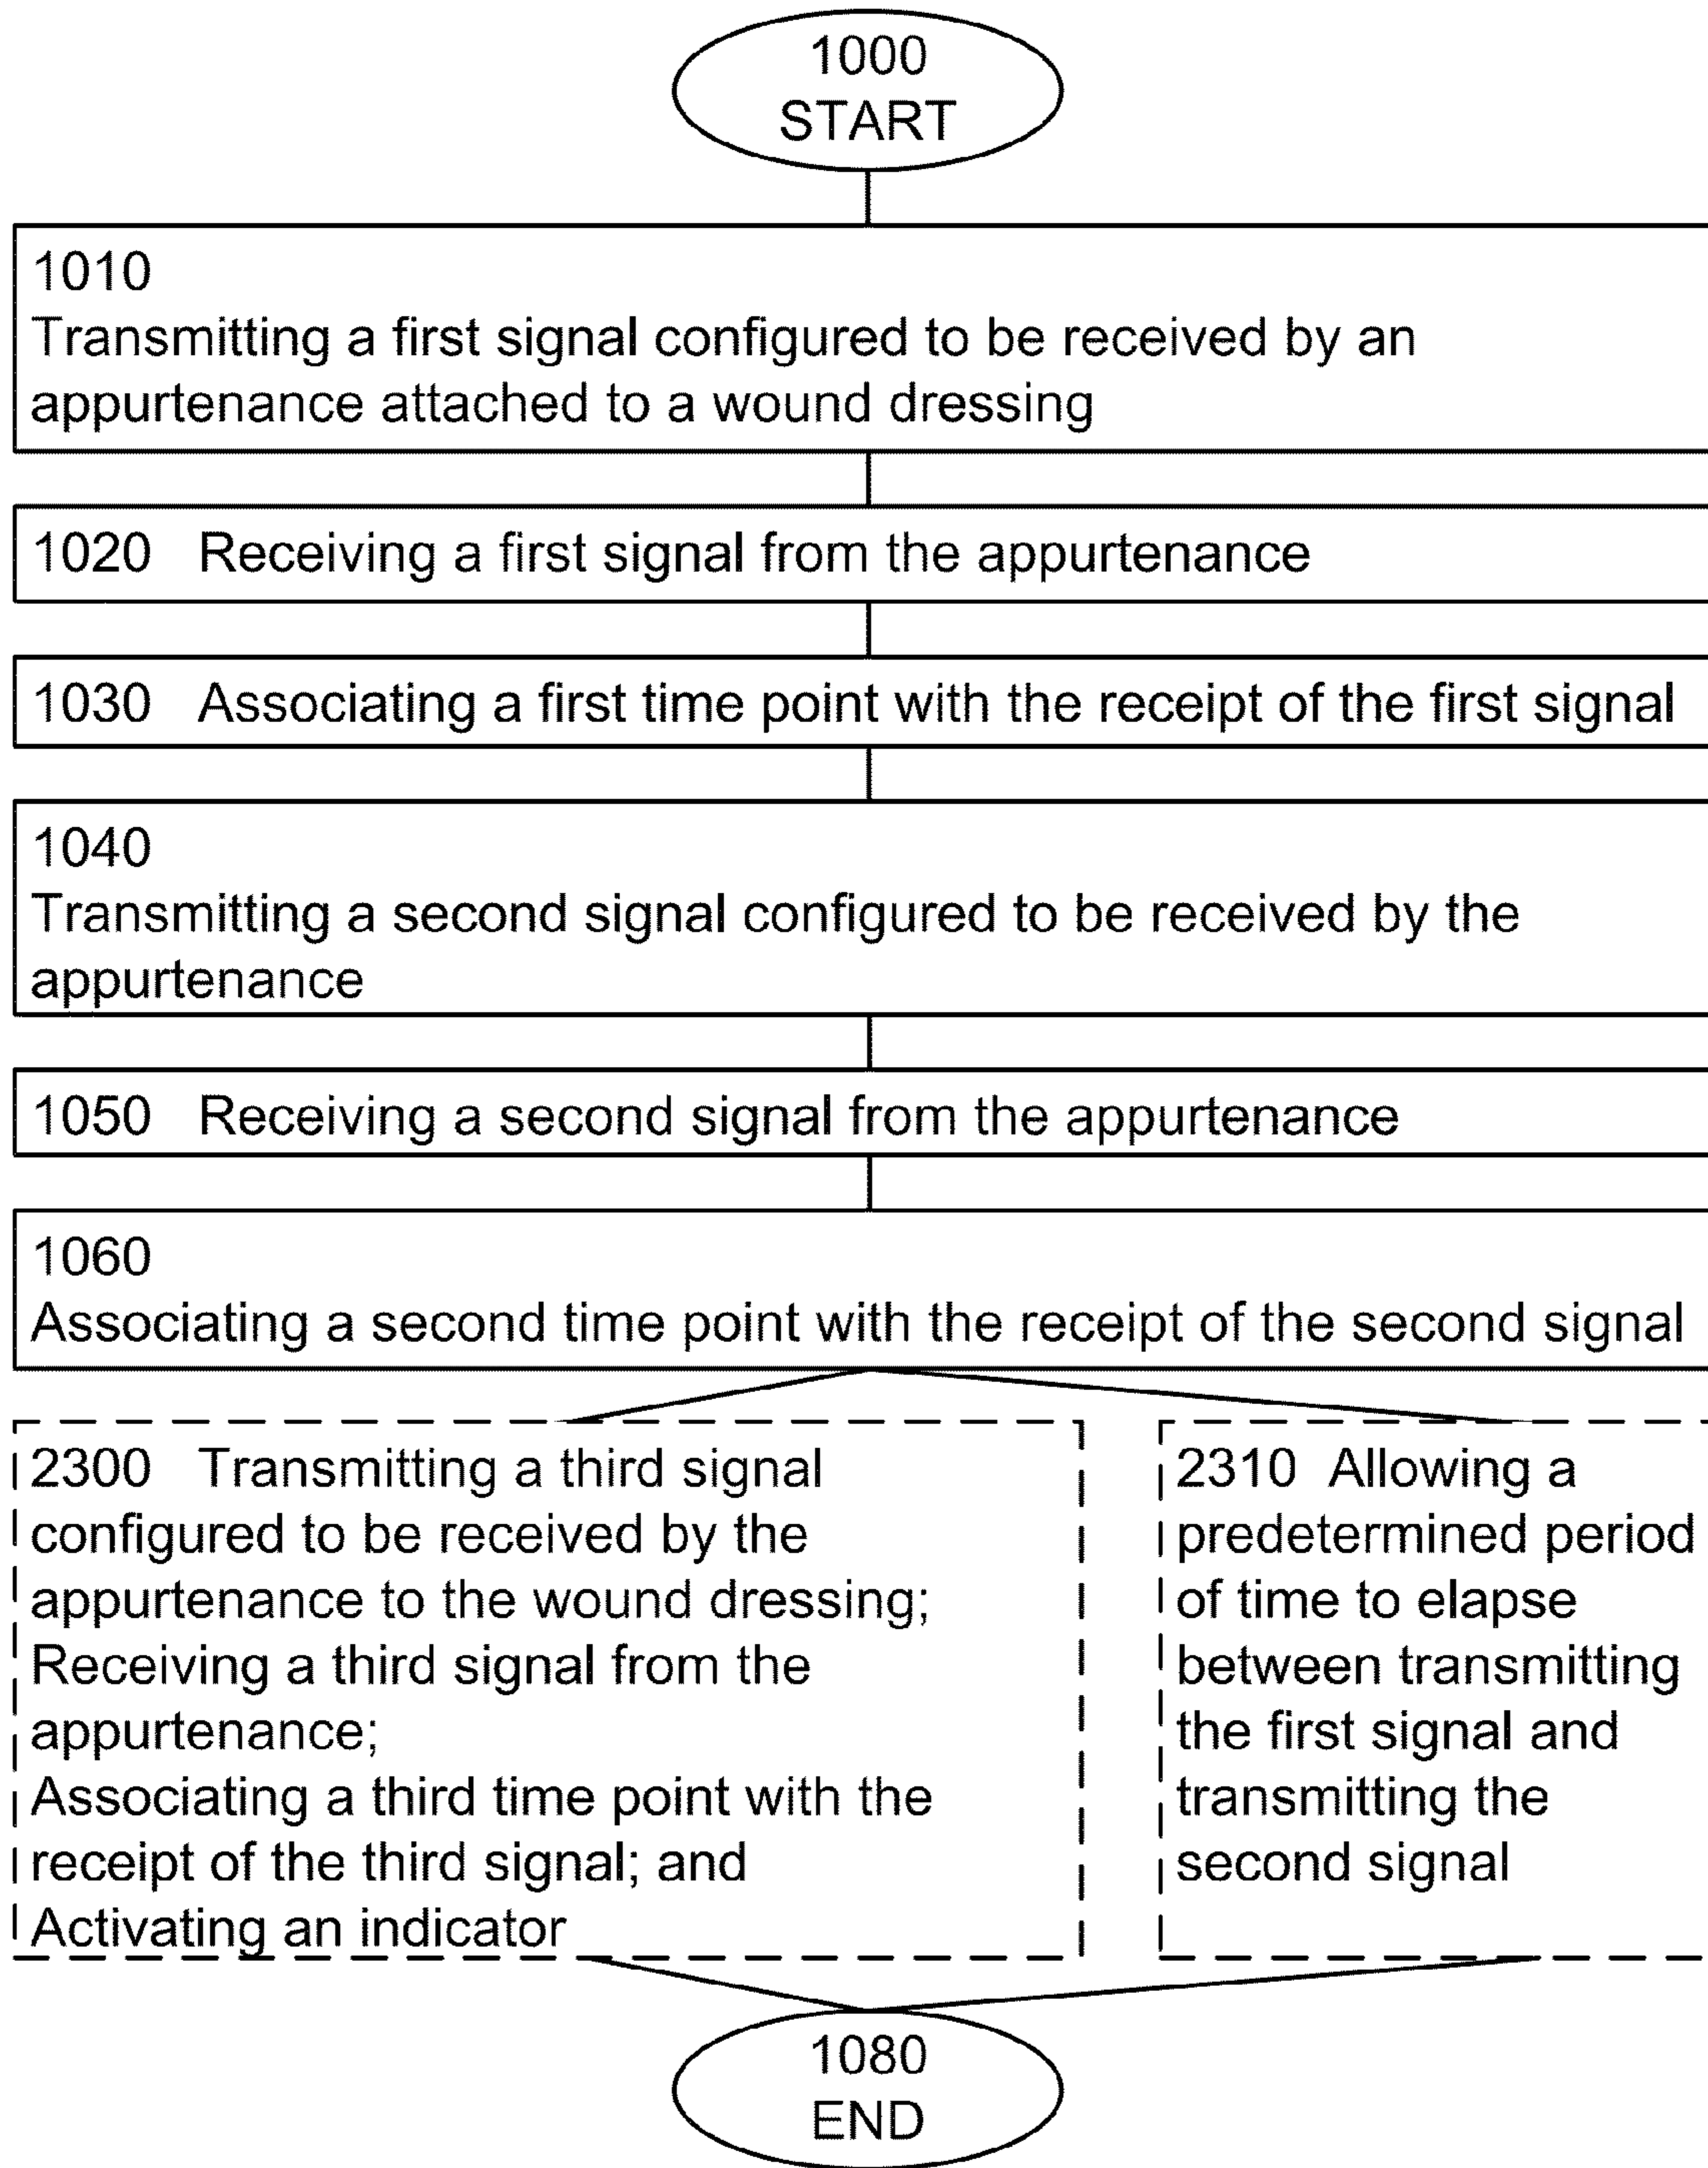 1000
START
1010
Transmitting a first signal configured to be received by an
appurtenance attached to a wound dressing
1020 Receiving a first signal from the appurtenance
1030 Associating a first time point with the receipt of the first signal
1040
Transmitting a second signal configured to be received by the
appurtenance
1050 Receiving a second signal from the appurtenance
1060
Associating a second time point with the receipt of the second signal
2300 Transmitting a third signal
configured to be received by the
appurtenance to the wound dressing;
Receiving a third signal from the
appurtenance;
Associating a third time point with the
receipt of the third signal; and
Activating an indicator
2310 Allowing a
predetermined period
of time to elapse
between transmitting
the first signal and
transmitting the
second signal
1080
END